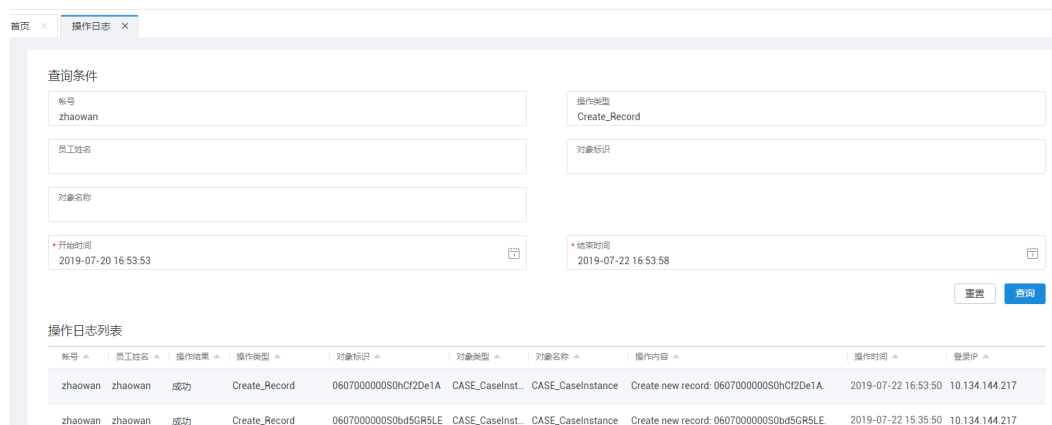 首页 操作日志
查询条件
帐号 操作类型
zhaowan Create_Record
员工姓名 对象标识
对象名称
* 开始时间 * 结束时间
2019-07-20 16:53:53 2019-07-22 16:53:58
重置 查询
操作日志列表
帐号 员工姓名 操作结果 操作类型 对象标识 对象类型 对象名称 操作内容 操作时间 登录IP
zhaowan zhaowan 成功 Create_Record 0607000000S0hCf2De1A CASE_CaseInst... CASE_CaseInstance Create new record: 0607000000S0hCf2De1A. 2019-07-22 16:53:50 10.134.144.217
zhaowan zhaowan 成功 Create_Record 0607000000S0bd5GR5LE CASE_CaseInst... CASE_CaseInstance Create new record: 0607000000S0bd5GR5LE. 2019-07-22 15:35:50 10.134.144.217